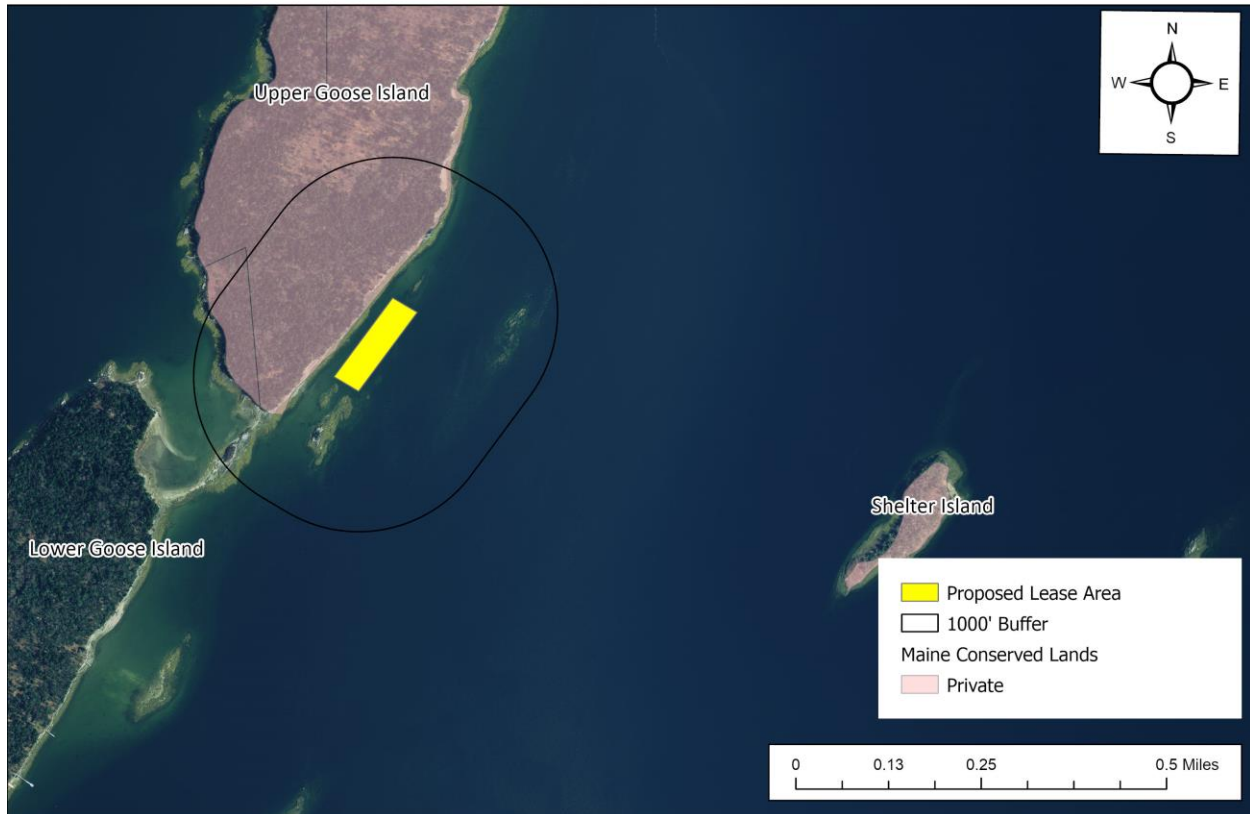 N
W E
S
Upper Goose Island
Shelter Island
Lower Goose Island
Proposed Lease Area
1000' Buffer
Maine Conserved Lands
Private
0 0.13 0.25 0.5 Miles